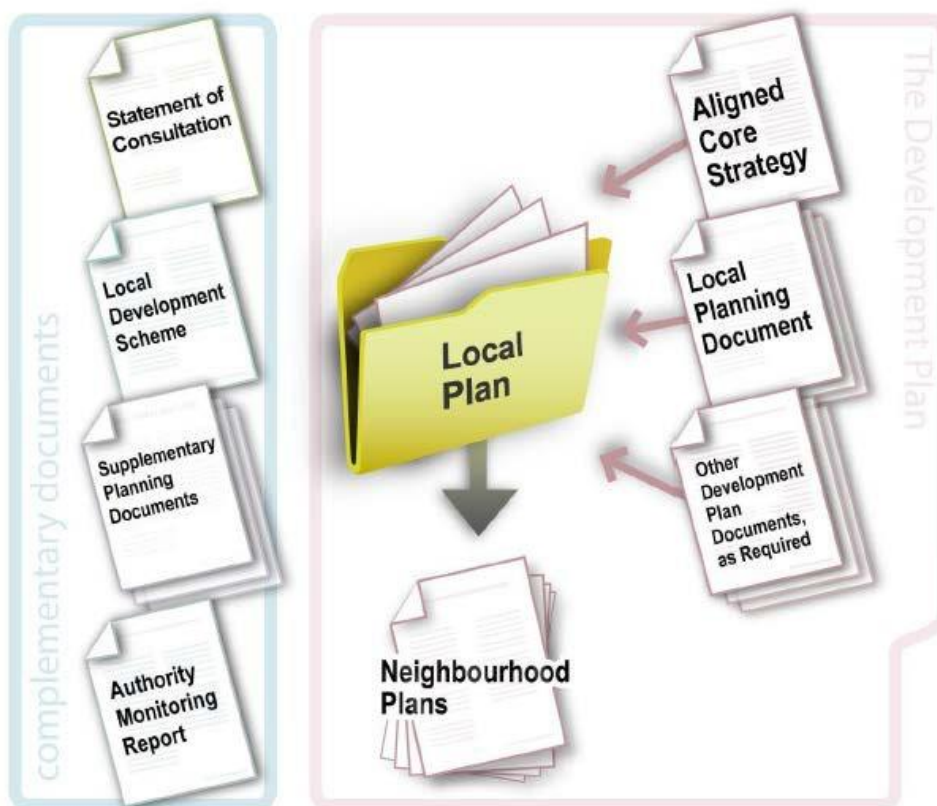 complementary documents
Statement of
Consultation
Local
Development
Scheme
Supplementary
Planning
Documents
Authority
Monitoring
Report
The Development Plan
Aligned
Core
Strategy
Local
Planning
Document
Other
Development
Plan
Documents,
as Required
Local
Plan
Neighbourhood
Plans